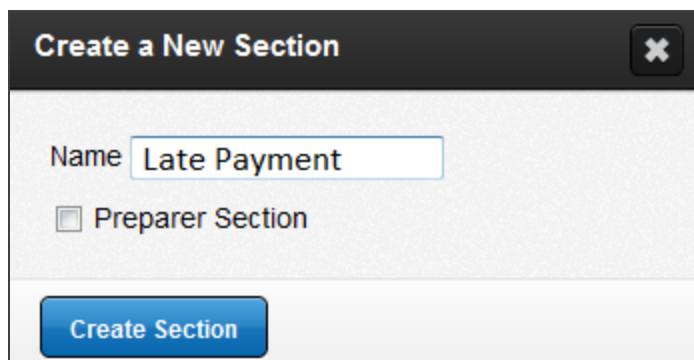 Create a New Section
Name Late Payment
Preparer Section
Create Section